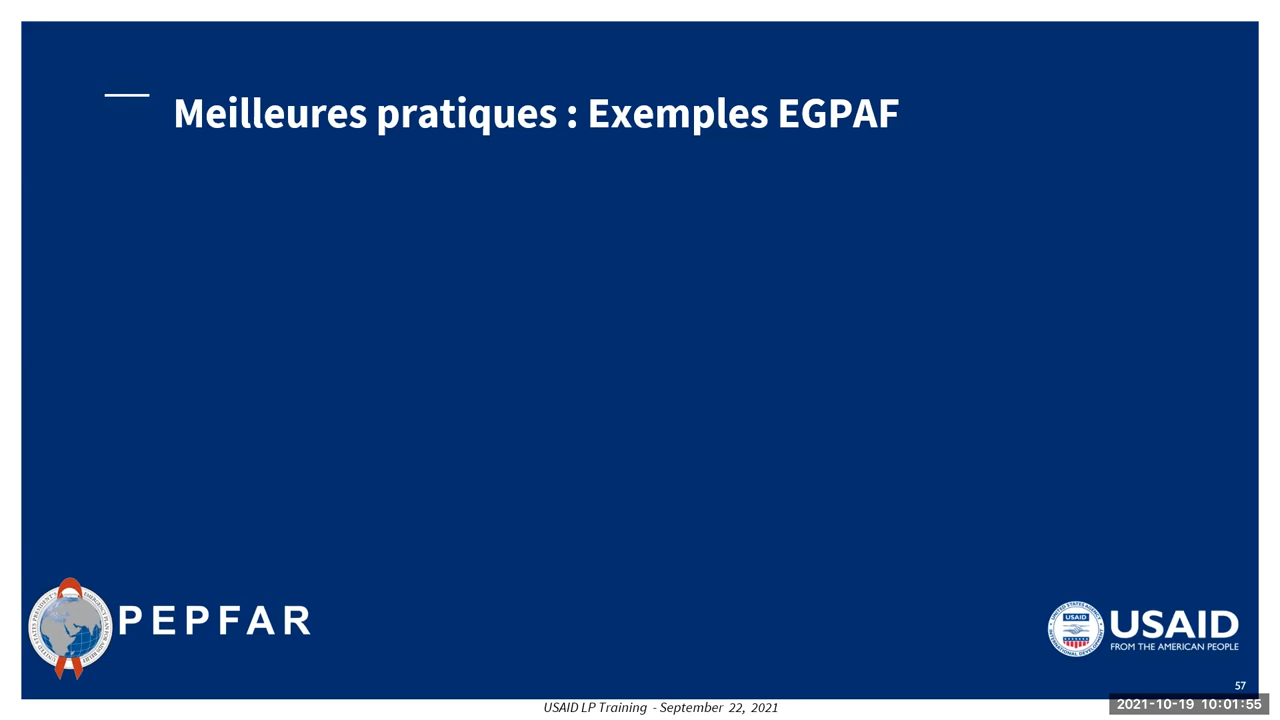 Meilleures pratiques : Exemples EGPAF
PEPFAR
USAID
USAID
FROM THE AMERICAN PEOPLE
57
USAID LP Training - September 22, 2021
2021-10-19 10:01:55